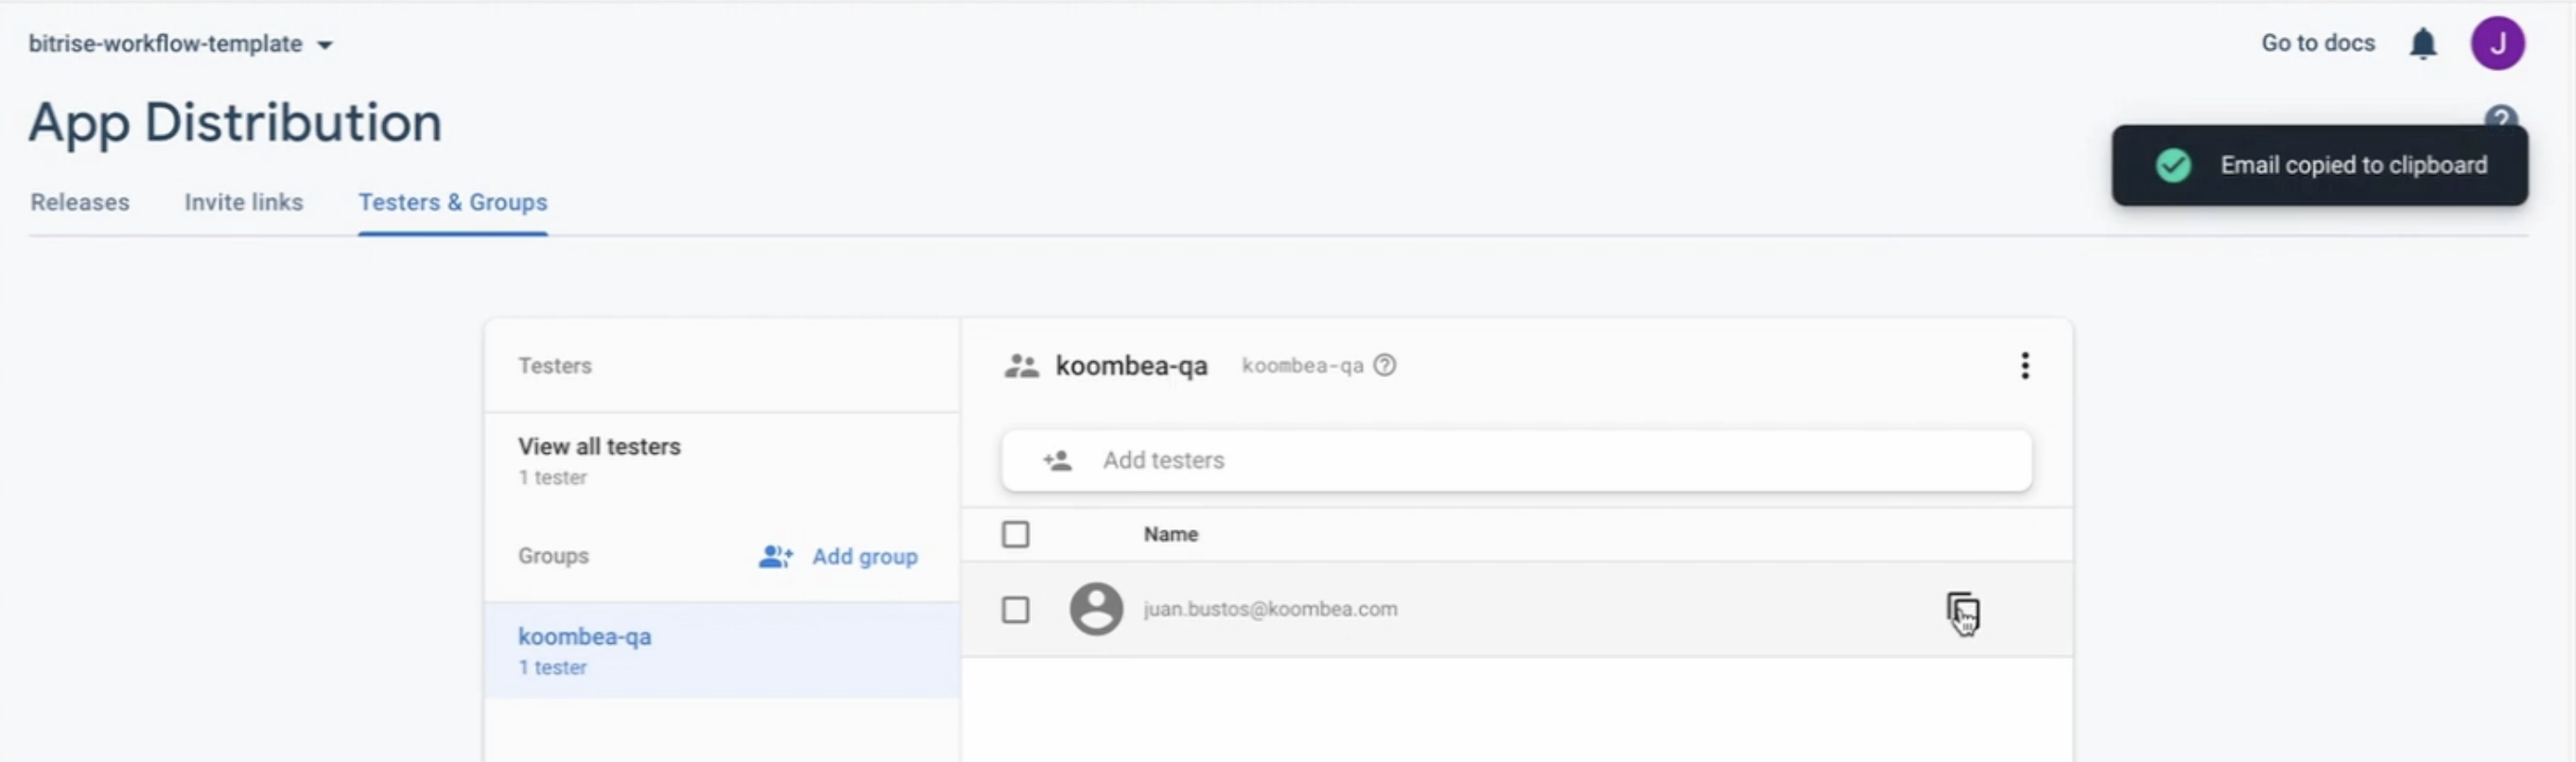 bitrise-workflow-template
Go to docs
J
App Distribution
?
Email copied to clipboard
Releases
Invite links
Testers & Groups
Testers
koombea-qa
koombea-qa
?
View all testers
1 tester
Add testers
Groups
Add group
Name
juan.bustos@koombea.com
koombea-qa
1 tester